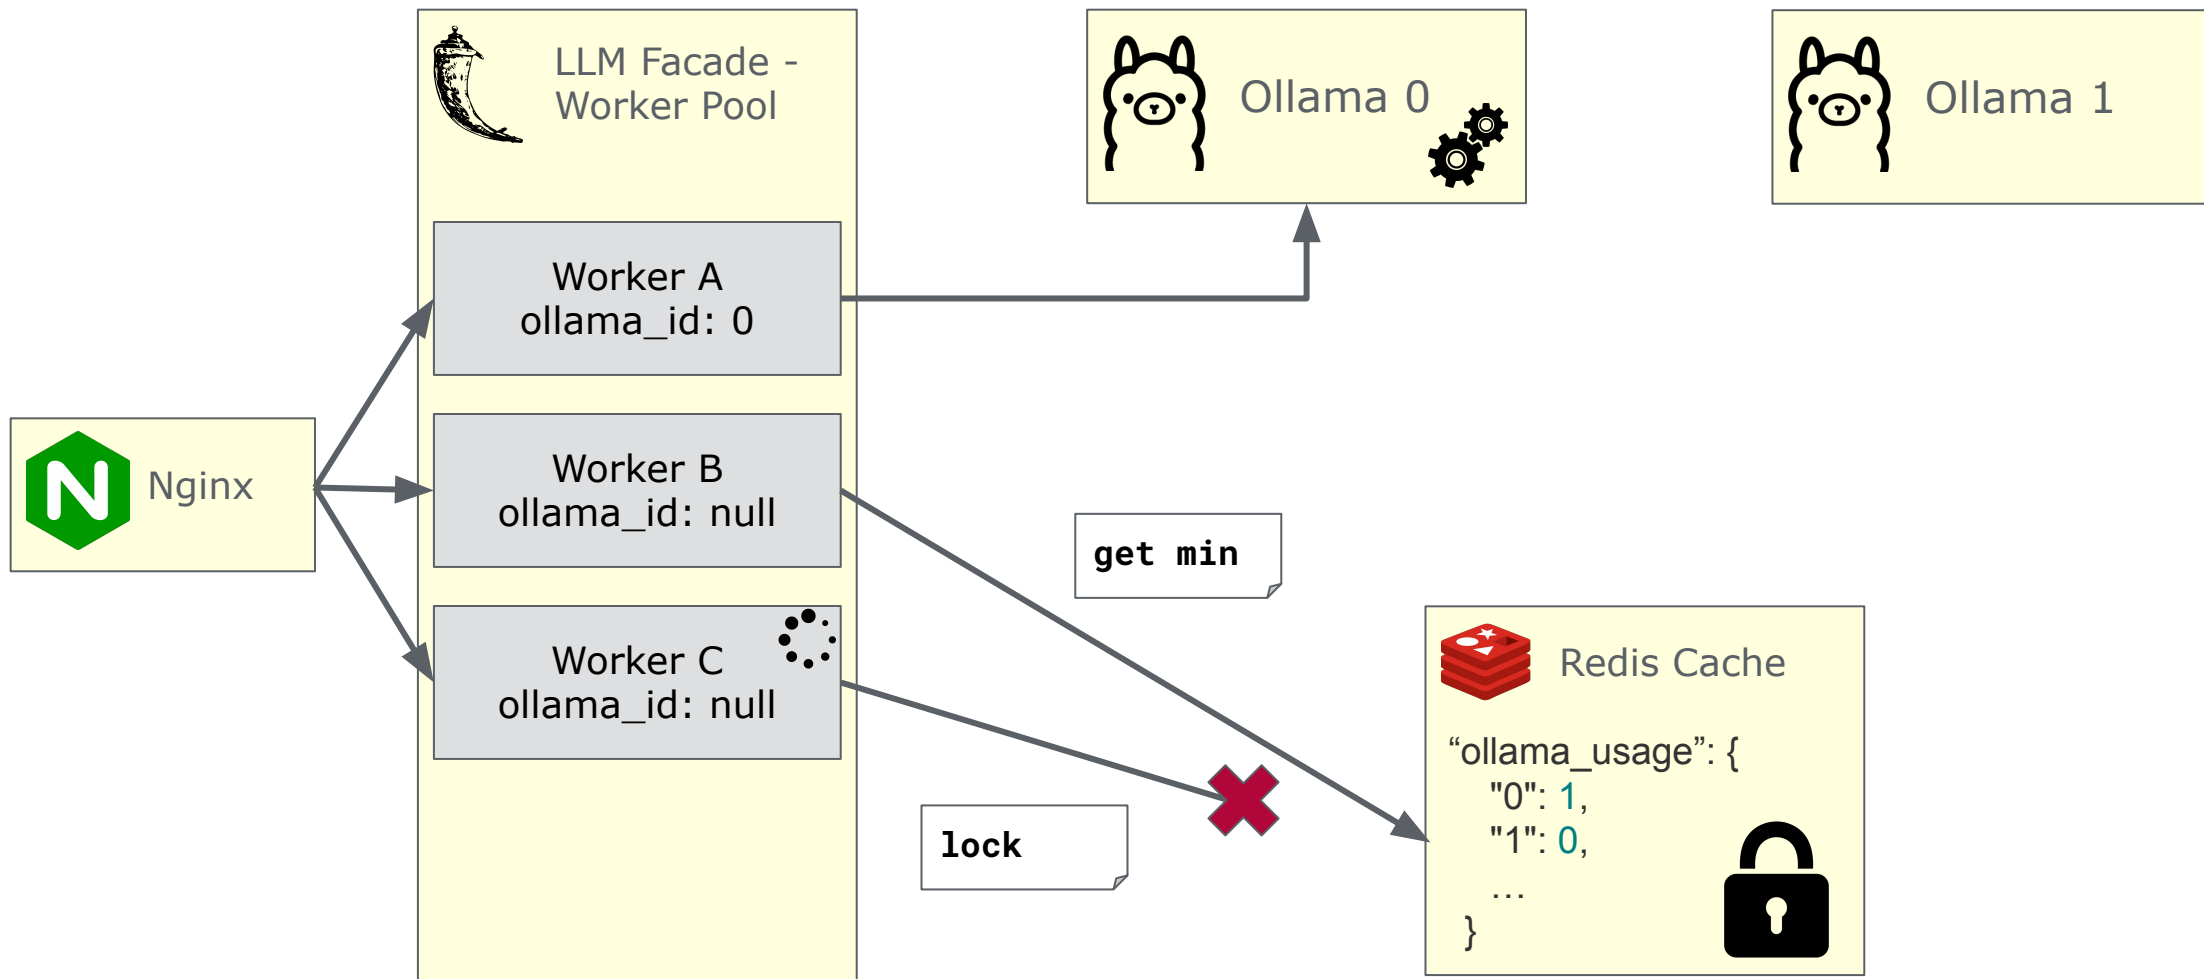 LLM Facade -
Worker Pool
Ollama 0
Ollama 1
Worker A
ollama_id: 0
Nginx
Worker B
ollama_id: null
get min
Worker C
ollama_id: null
lock
Redis Cache
“ollama_usage”: {
"0": 1,
"1": 0,
…
}